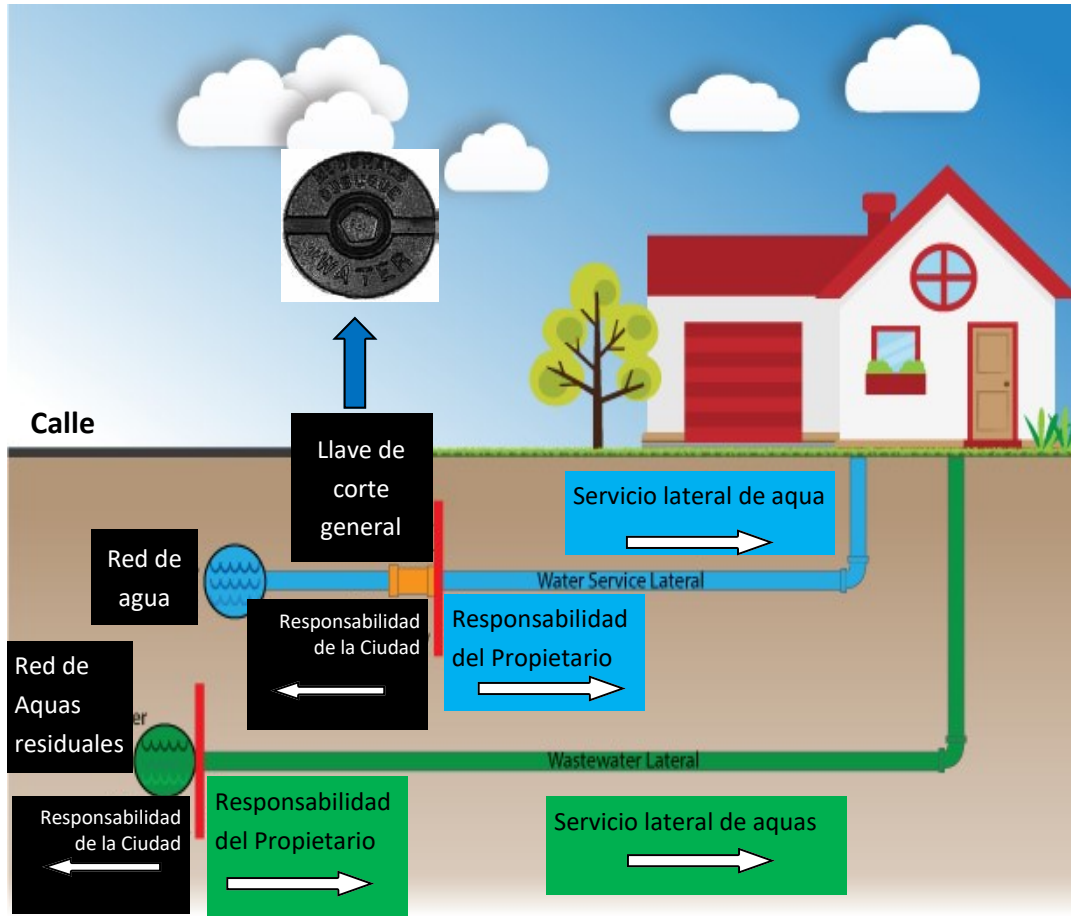 WATER
Calle
Llave de
corte
general
Servicio lateral de aqua
Red de
agua
Water Service Lateral
Responsabilidad
de la Ciudad
Responsabilidad
del Propietario
Red de
Aquas
residuales
er
Wastewater Lateral
Responsabilidad
de la Ciudad
Responsabilidad
del Propietario
Servicio lateral de aquas